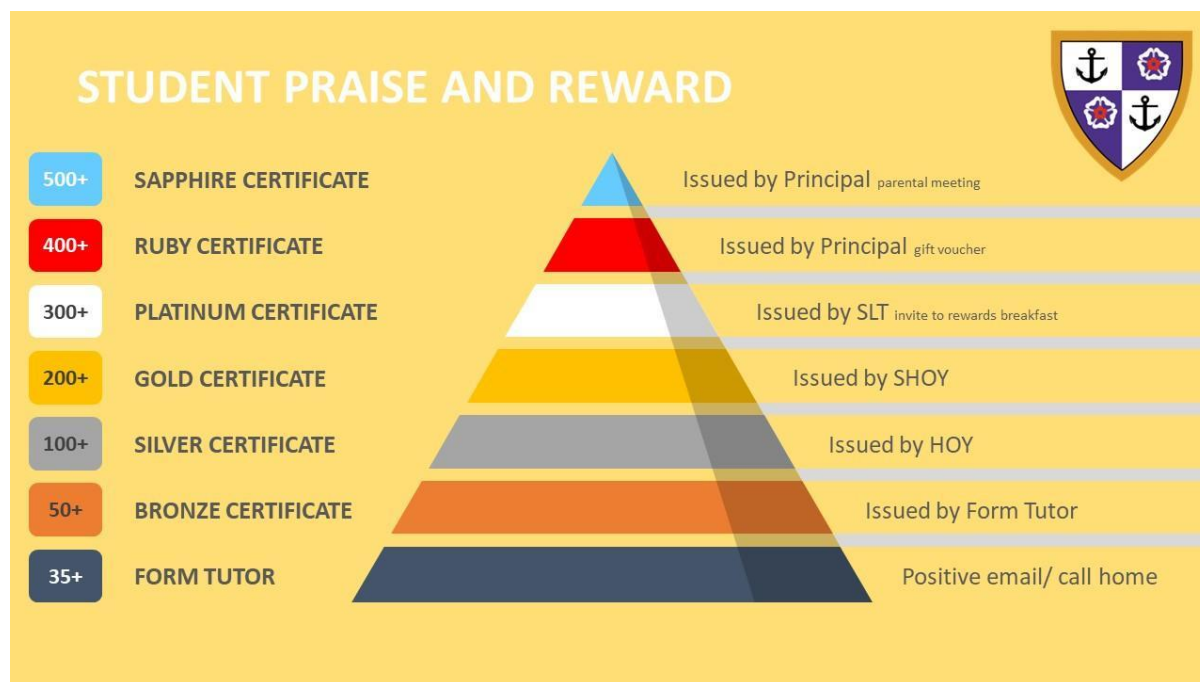 STUDENT PRAISE AND REWARD
500+ SAPPHIRE CERTIFICATE Issued by Principal parental meeting
400+ RUBY CERTIFICATE Issued by Principal gift voucher
300+ PLATINUM CERTIFICATE Issued by SLT invite to rewards breakfast
200+ GOLD CERTIFICATE Issued by SHOY
100+ SILVER CERTIFICATE Issued by HOY
50+ BRONZE CERTIFICATE Issued by Form Tutor
35+ FORM TUTOR Positive email/ call home